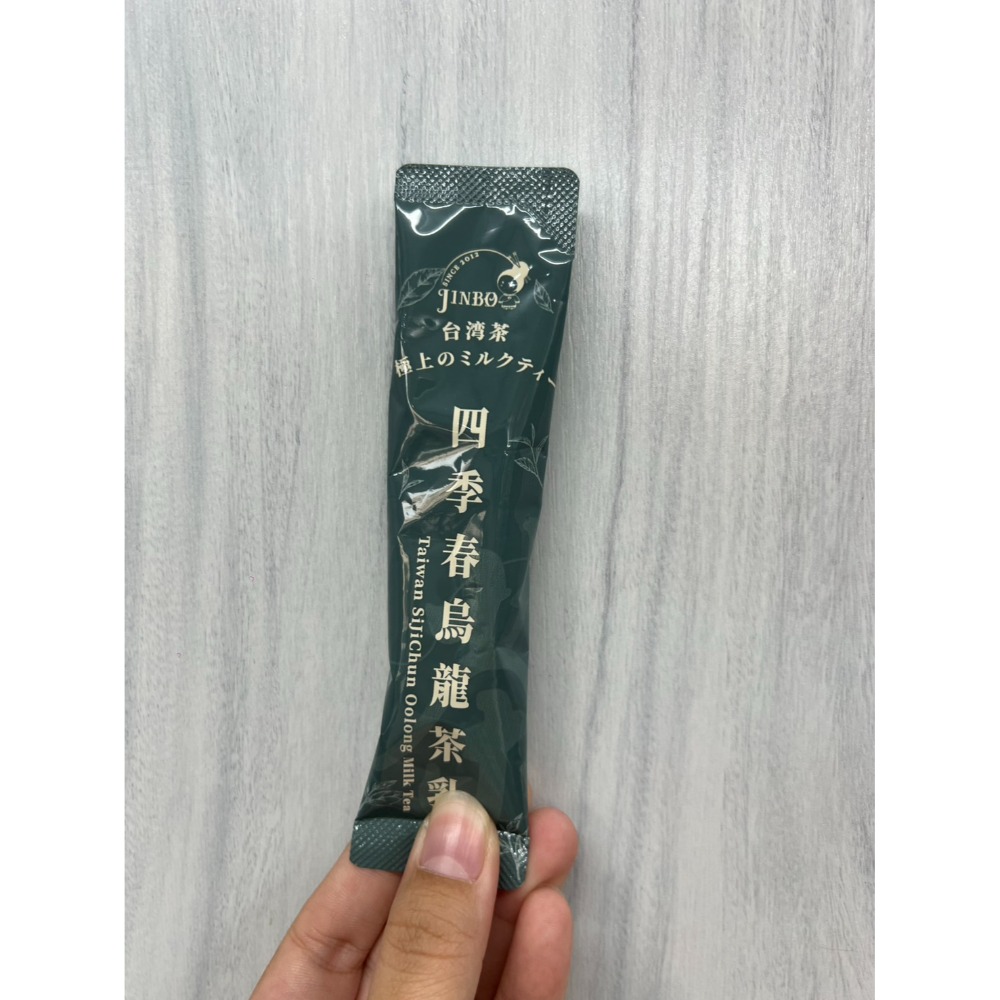 SINCE 2012
JINBO
台湾茶
極上のミルクティー
四季春烏龍茶乳
Taiwan SiJiChun Oolong Milk Tea